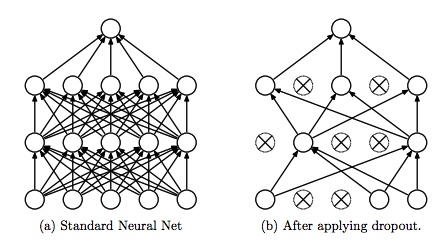 (a) Standard Neural Net
(b) After applying dropout.